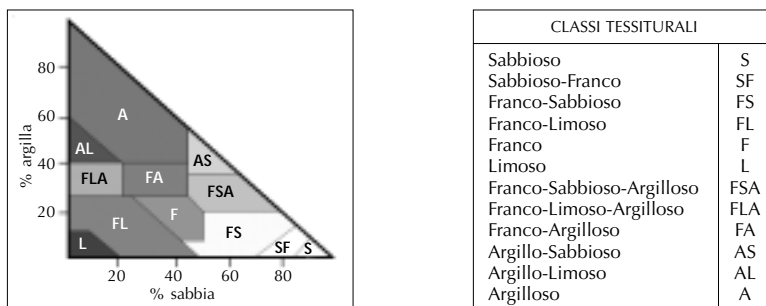 80
60
40
20
% argilla
A
AL
AS
FLA
FA
FSA
FL
F
FS
L
SF
S
20
40
60
80
% sabbia
CLASSI TESSITURALI
Sabbioso S
Sabbioso-Franco SF
Franco-Sabbioso FS
Franco-Limoso FL
Franco F
Limoso L
Franco-Sabbioso-Argilloso FSA
Franco-Limoso-Argilloso FLA
Franco-Argilloso FA
Argillo-Sabbioso AS
Argillo-Limoso AL
Argilloso A